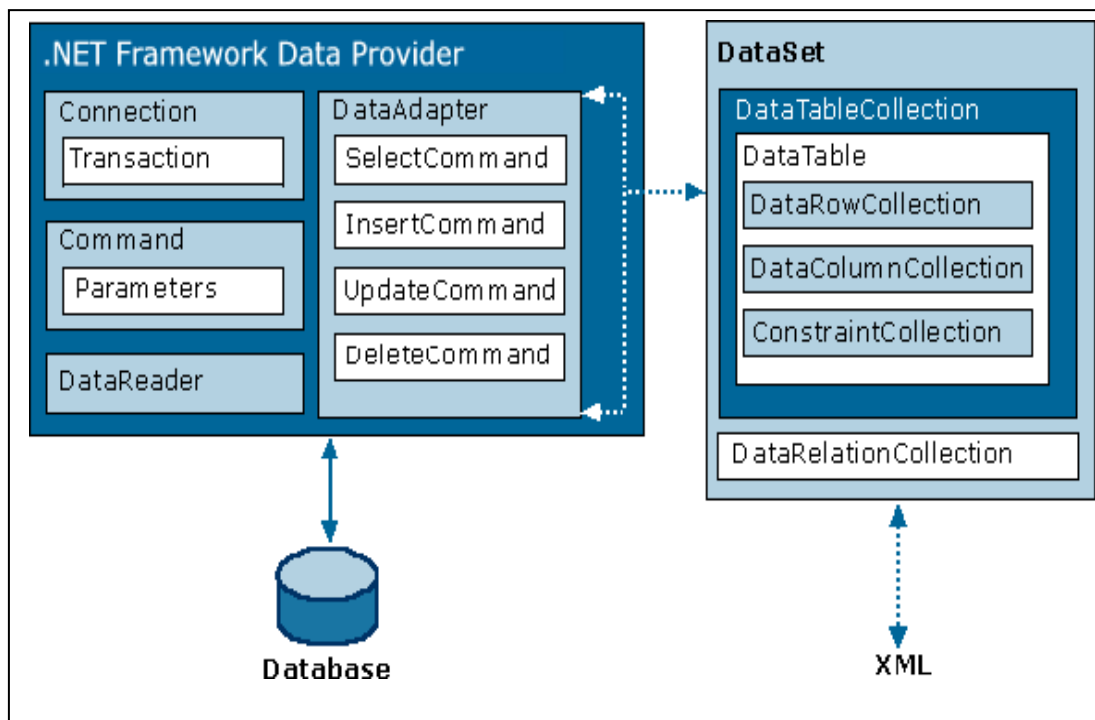 .NET Framework Data Provider
Connection
Transaction
Command
Parameters
DataReader
DataAdapter
SelectCommand
InsertCommand
UpdateCommand
DeleteCommand
Database
DataSet
DataTableCollection
DataTable
DataRowCollection
DataColumnCollection
ConstraintCollection
DataRelationCollection
XML